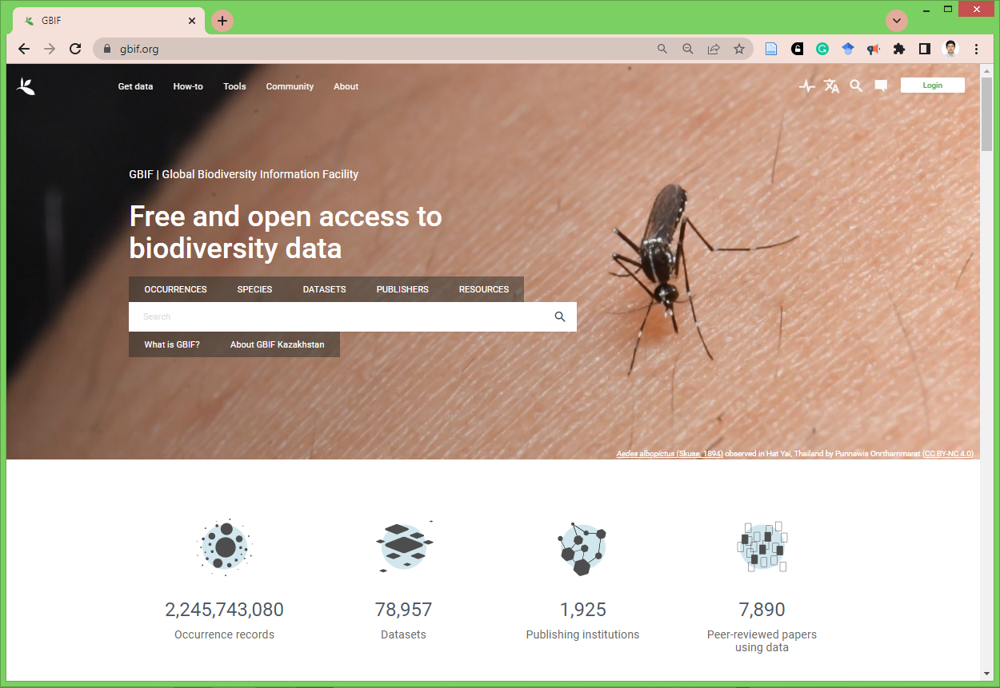 GBIF
gbif.org
Get data How-to Tools Community About
Login
GBIF | Global Biodiversity Information Facility
Free and open access to
biodiversity data
OCCURRENCES SPECIES DATASETS PUBLISHERS RESOURCES
Search
What is GBIF? About GBIF Kazakhstan
Aedes albopictus (Skuse, 1894) observed in Hat Yai, Thailand by Punnawis Onrthammarat (CC BY-NC 4.0)
2,245,743,080 78,957 1,925 7,890
Occurrence records Datasets Publishing institutions Peer-reviewed papers
using data